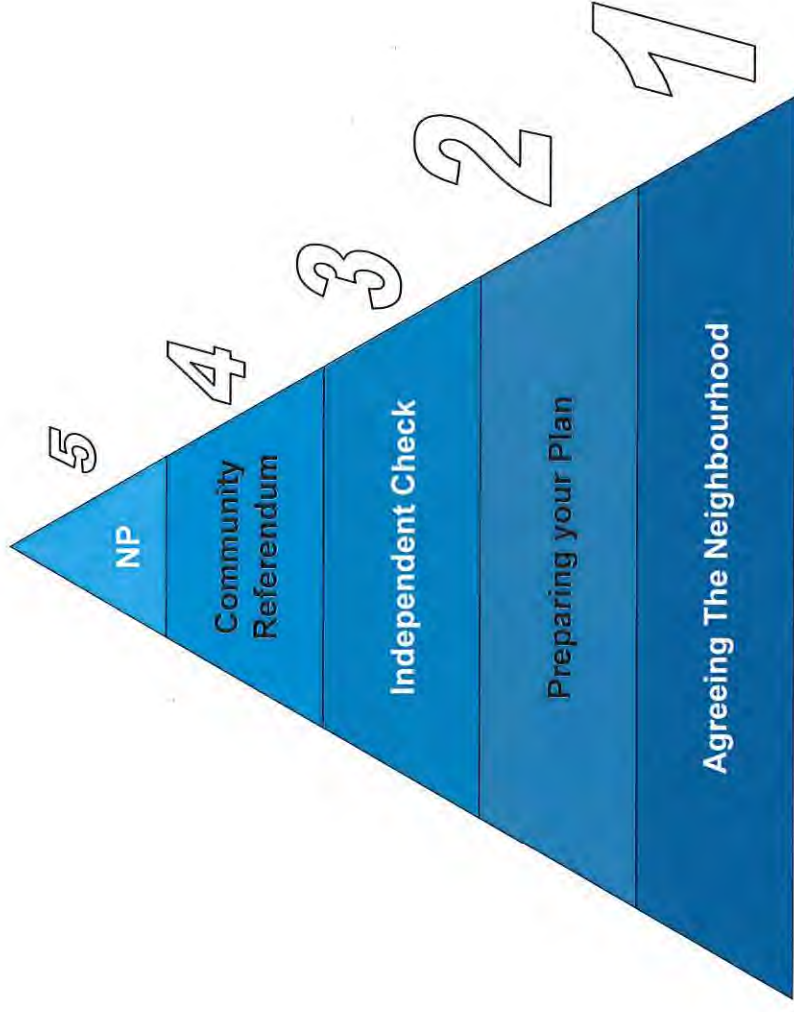 5
NP
4
Community
Referendum
3
Independent Check
2
Preparing your Plan
1
Agreeing The Neighbourhood